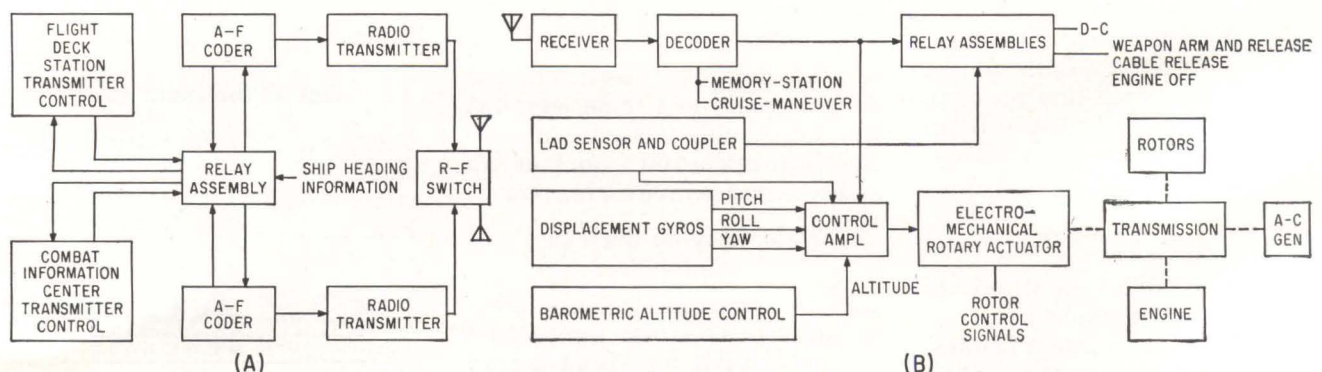 FLIGHT
DECK
STATION
TRANSMITTER
CONTROL
A-F
CODER
RADIO
TRANSMITTER
RELAY
ASSEMBLY
SHIP HEADING
INFORMATION
R-F
SWITCH
COMBAT
INFORMATION
CENTER
TRANSMITTER
CONTROL
A-F
CODER
RADIO
TRANSMITTER
(A)
RECEIVER
DECODER
RELAY ASSEMBLIES
D-C
WEAPON ARM AND RELEASE
CABLE RELEASE
ENGINE OFF
MEMORY-STATION
CRUISE-MANEUVER
LAD SENSOR AND COUPLER
DISPLACEMENT GYROS
PITCH
ROLL
YAW
CONTROL
AMPL
ELECTRO-
MECHANICAL
ROTARY ACTUATOR
ROTORS
TRANSMISSION
A-C
GEN
ENGINE
ALTITUDE
BAROMETRIC ALTITUDE CONTROL
ROTOR
CONTROL
SIGNALS
(B)